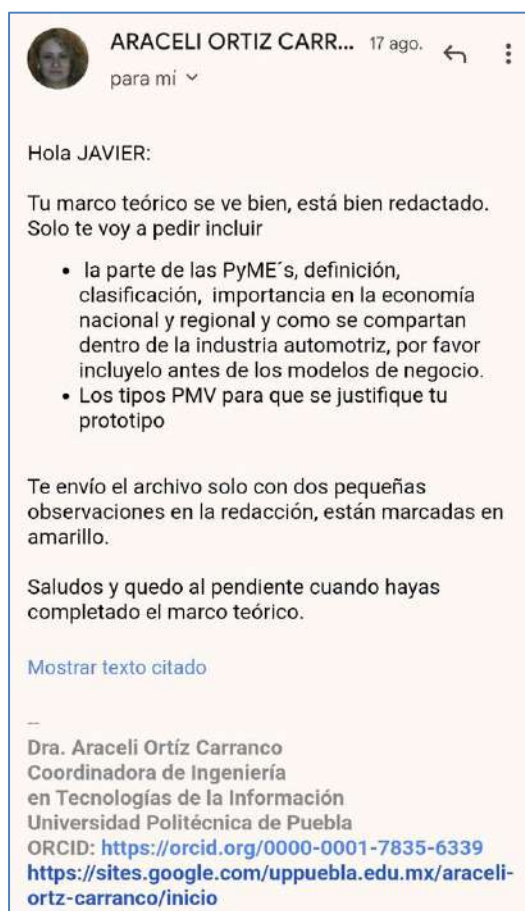 ARACELI ORTIZ CARR... 17 ago.
para mí
Hola JAVIER:
Tu marco teórico se ve bien, está bien redactado.
Solo te voy a pedir incluir
• la parte de las PyME´s, definición,
clasificación, importancia en la economía
nacional y regional y como se compartan
dentro de la industria automotriz, por favor
incluyelo antes de los modelos de negocio.
• Los tipos PMV para que se justifique tu
prototipo
Te envío el archivo solo con dos pequeñas
observaciones en la redacción, están marcadas en
amarillo.
Saludos y quedo al pendiente cuando hayas
completado el marco teórico.
Mostrar texto citado
--
Dra. Araceli Ortíz Carranco
Coordinadora de Ingeniería
en Tecnologías de la Información
Universidad Politécnica de Puebla
ORCID: https://orcid.org/0000-0001-7835-6339
https://sites.google.com/uppuebla.edu.mx/araceli-
ortz-carranco/inicio